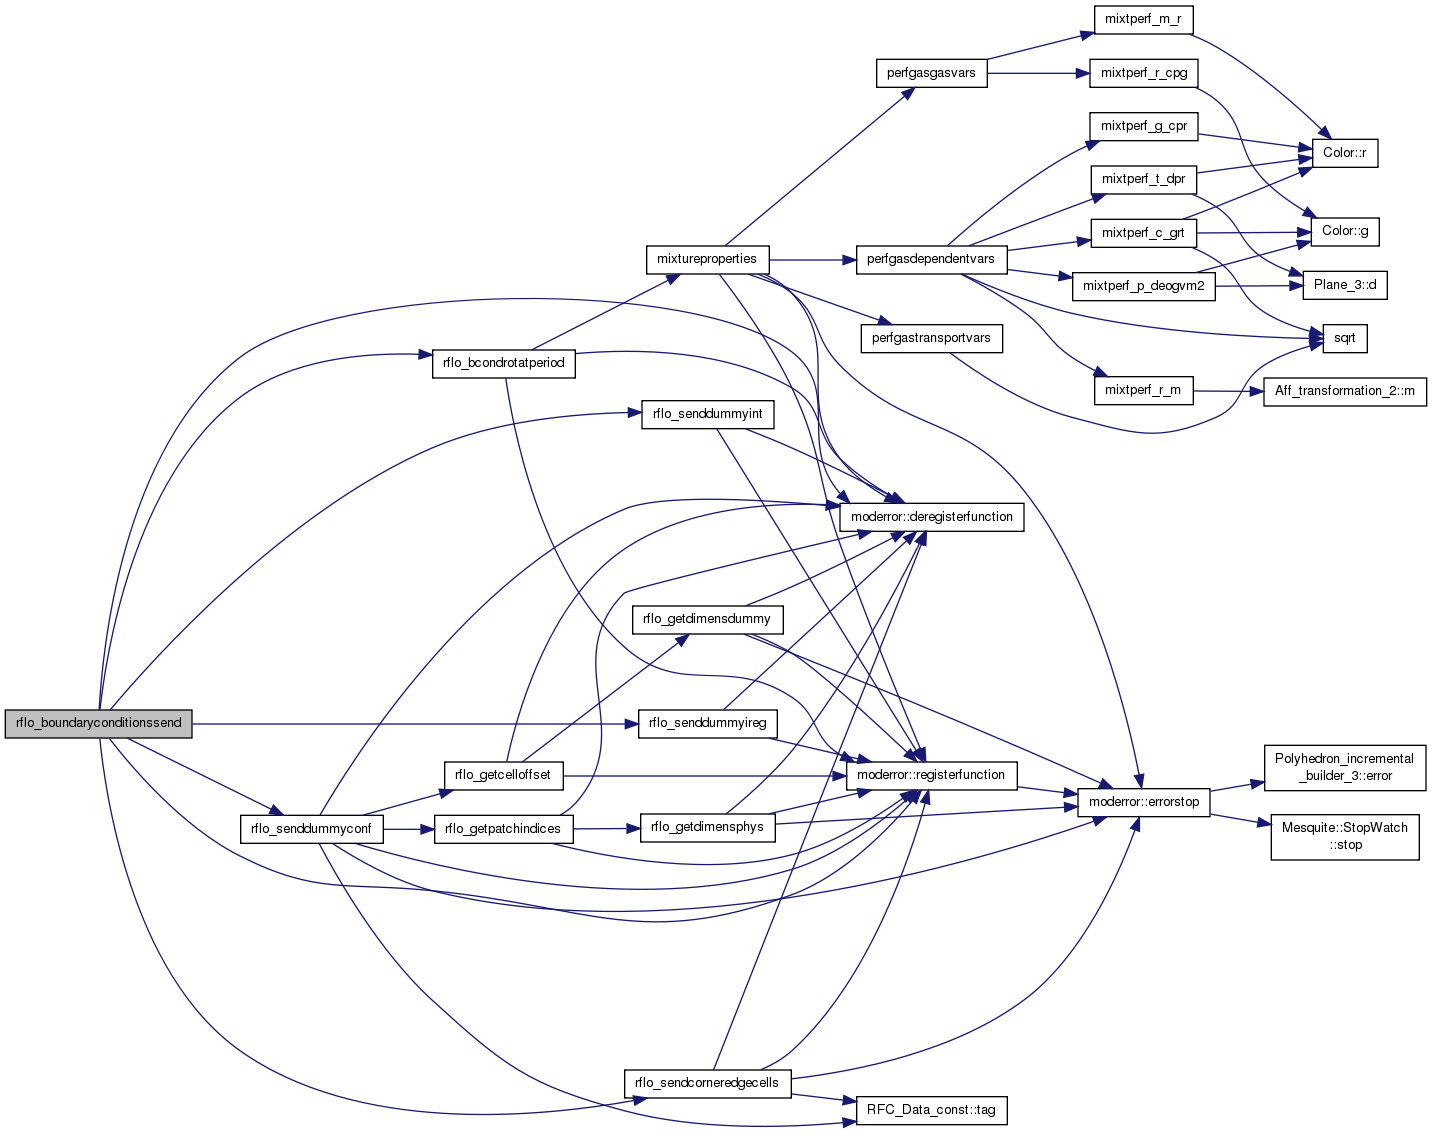 mixtperf_m_r
perfgasgasvars
mixtperf_r_cpg
mixtperf_g_cpr
Color::r
mixtperf_t_dpr
mixtperf_c_grt
Color::g
mixtureproperties
perfgasdependentvars
mixtperf_p_deogvm2
Plane_3::d
perfgastransportvars
sqrt
rflo_bcondrotatperiod
mixtperf_r_m
Aff_transformation_2::m
rflo_senddummyint
moderror::deregisterfunction
rflo_getdimensdummy
rflo_boundaryconditionssend
rflo_senddummyireg
rflo_getcelloffset
moderror::registerfunction
Polyhedron_incremental
_builder_3::error
moderror::errorstop
rflo_senddummyconf
rflo_getpatchindices
rflo_getdimensphys
Mesquite::StopWatch
::stop
rflo_sendcorneredgecells
RFC_Data_const::tag